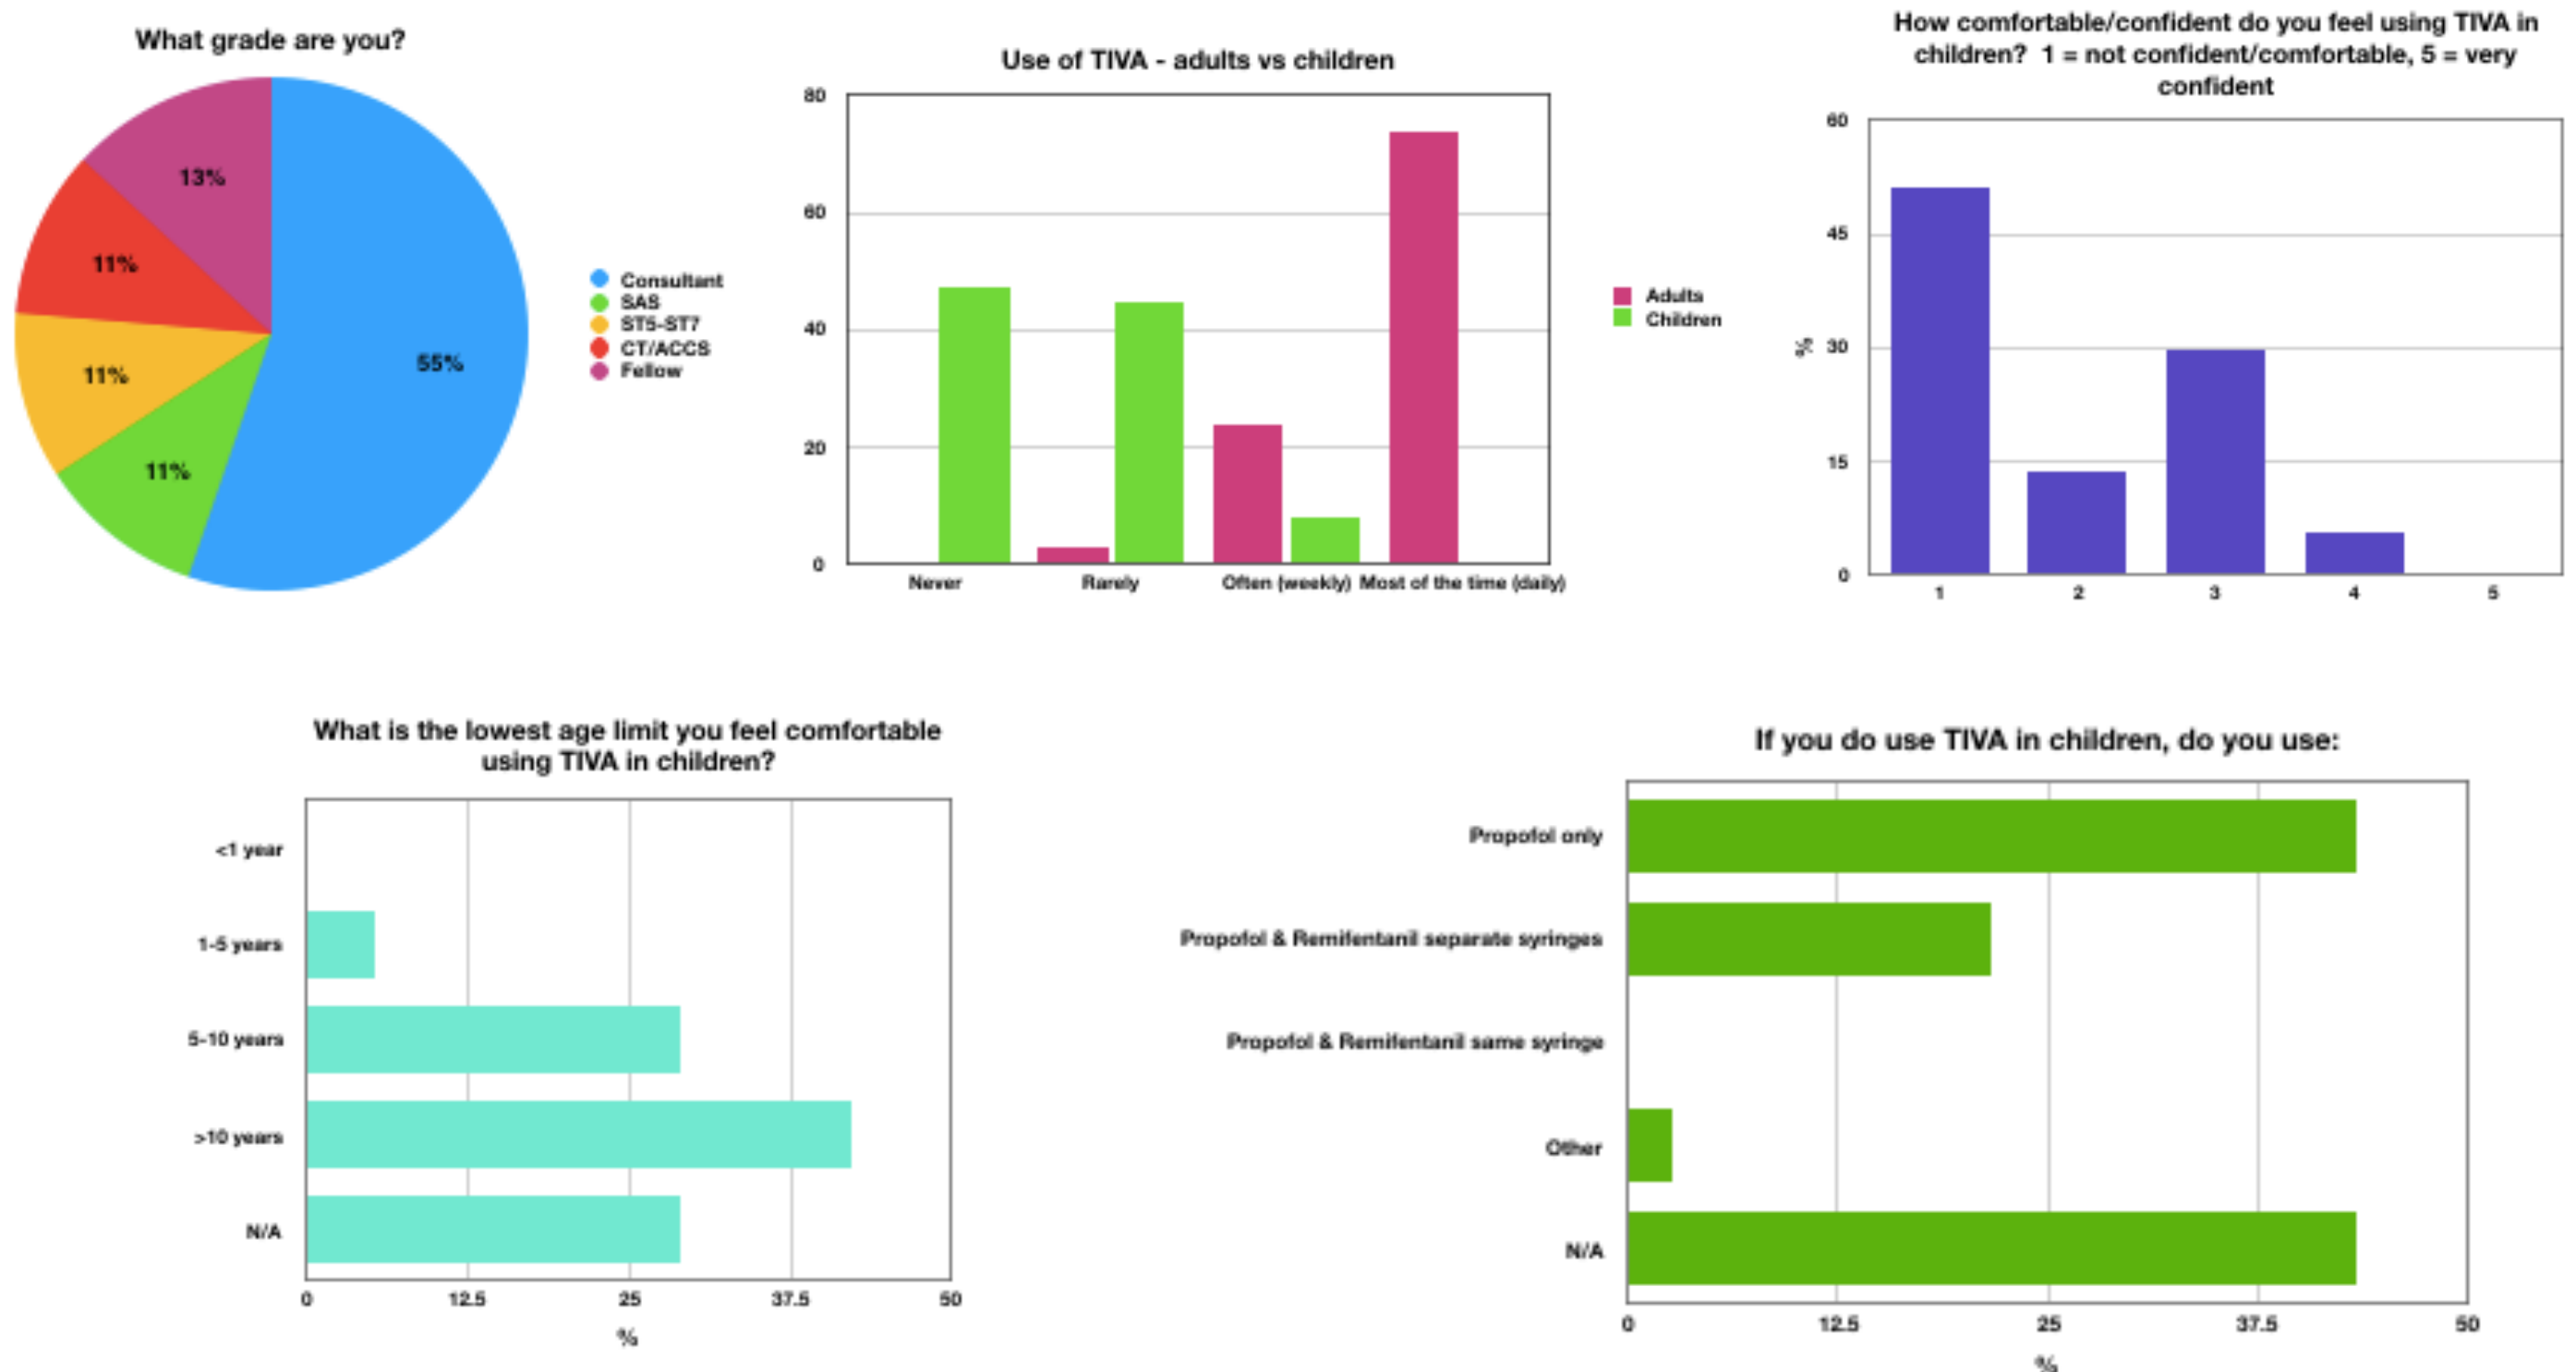 What grade are you?
13%
11%
11%
11%
55%
Consultant
SAS
ST5-ST7
CT/ACCS
Fellow
Use of TIVA - adults vs children
80
60
40
20
0
Never Rarely Often (weekly) Most of the time (daily)
Adults
Children
How comfortable/confident do you feel using TIVA in
children? 1 = not confident/comfortable, 5 = very
confident
60
45
30
15
0
%
1 2 3 4 5
What is the lowest age limit you feel comfortable
using TIVA in children?
<1 year
1-5 years
5-10 years
>10 years
N/A
0 12.5 25 37.5 50
%
If you do use TIVA in children, do you use:
Propofol only
Propofol & Remifentanil separate syringes
Propofol & Remifentanil same syringe
Other
N/A
0 12.5 25 37.5 50
%